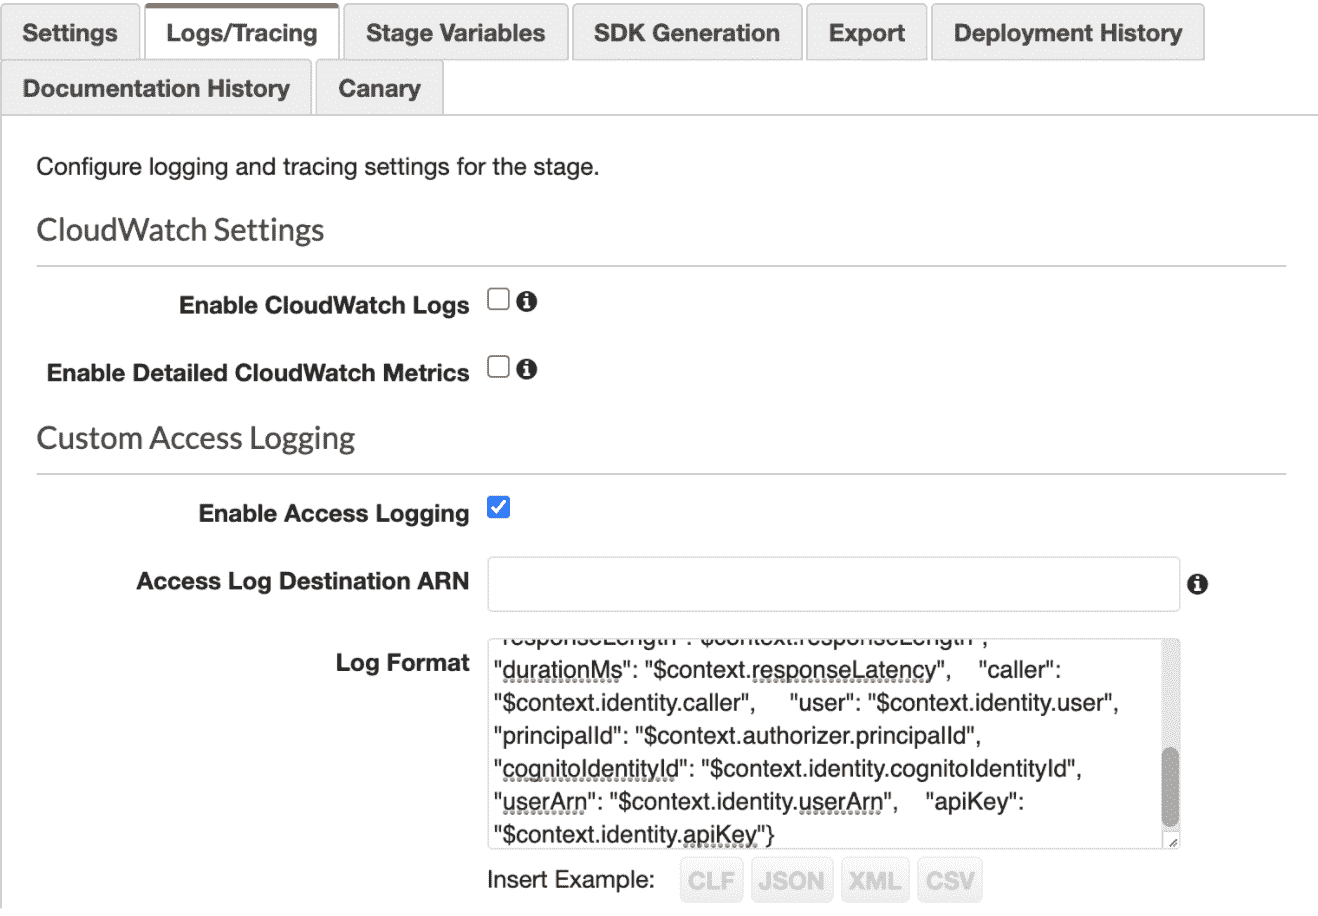 Settings Logs/Tracing Stage Variables SDK Generation Export Deployment History
Documentation History Canary
Configure logging and tracing settings for the stage.
CloudWatch Settings
Enable CloudWatch Logs
Enable Detailed CloudWatch Metrics
Custom Access Logging
Enable Access Logging
Access Log Destination ARN
Log Format
"responseLength": "$context.responseLength",
"durationMs": "$context.responseLatency", "caller":
"$context.identity.caller", "user": "$context.identity.user",
"principalId": "$context.authorizer.principalId",
"cognitoIdentityId": "$context.identity.cognitoIdentityId",
"userArn": "$context.identity.userArn", "apiKey":
"$context.identity.apiKey"}
Insert Example: CLF JSON XML CSV